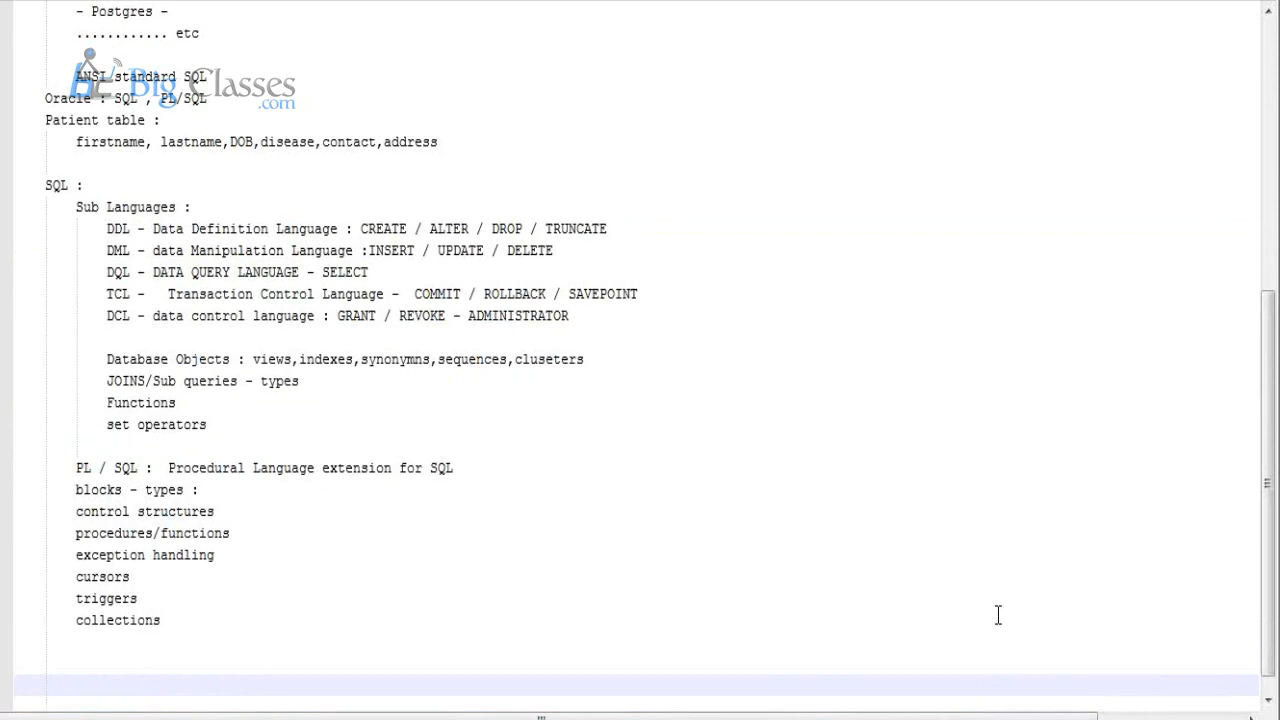 - Postgres -
............ etc
ANSI standard SQL
Big Classes
.com
Oracle : SQL , PL/SQL
Patient table :
firstname, lastname,DOB,disease,contact,address
SQL :
Sub Languages :
DDL - Data Definition Language : CREATE / ALTER / DROP / TRUNCATE
DML - data Manipulation Language :INSERT / UPDATE / DELETE
DQL - DATA QUERY LANGUAGE - SELECT
TCL -   Transaction Control Language -  COMMIT / ROLLBACK / SAVEPOINT
DCL - data control language : GRANT / REVOKE - ADMINISTRATOR
Database Objects : views,indexes,synonymns,sequences,cluseters
JOINS/Sub queries - types
Functions
set operators
PL / SQL :  Procedural Language extension for SQL
blocks - types :
control structures
procedures/functions
exception handling
cursors
triggers
collections